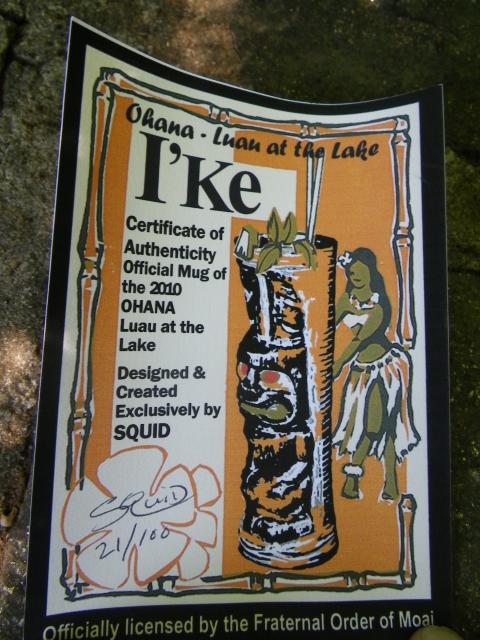 Ohana - Luau at the Lake
I'Ke
Certificate of
Authenticity
Official Mug of
the 2010
OHANA
Luau at the
Lake
Designed &
Created
Exclusively by
SQUID
SQUID
21/100
Officially licensed by the Fraternal Order of Moai